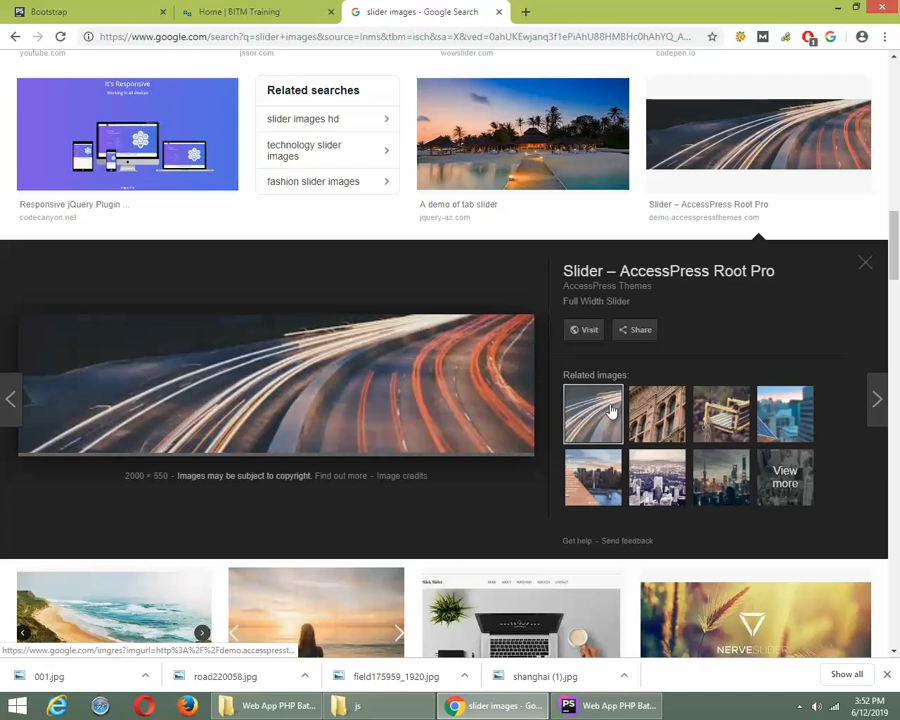 Bootstrap
Home | BITM Training
slider images - Google Search
https://www.google.com/search?q=slider+images&source=lnms&tbm=isch&sa=X&ved=0ahUKEwjanq3f1ePiAhU88HMBHc0hAhYQ_A...
youtube.com
jssor.com
wowslider.com
codepen.io
It's Responsive
Working in all devices
Related searches
slider images hd
technology slider
images
fashion slider images
Responsive jQuery Plugin ...
codecanyon.net
A demo of tab slider
jquery-az.com
Slider – AccessPress Root Pro
demo.accesspressthemes.com
Slider – AccessPress Root Pro
AccessPress Themes
Full Width Slider
Visit
Share
Related images:
View
more
2000 × 550 - Images may be subject to copyright. Find out more - Image credits
Get help - Send feedback
NERVESLIDER
https://www.google.com/imgres?imgurl=http%3A%2F%2Fdemo.accesspresst...
001.jpg
road220058.jpg
field175959_1920.jpg
shanghai (1).jpg
Show all
Web App PHP Bat...
js
slider images - Go...
Web App PHP Bat...
3:52 PM
6/12/2019